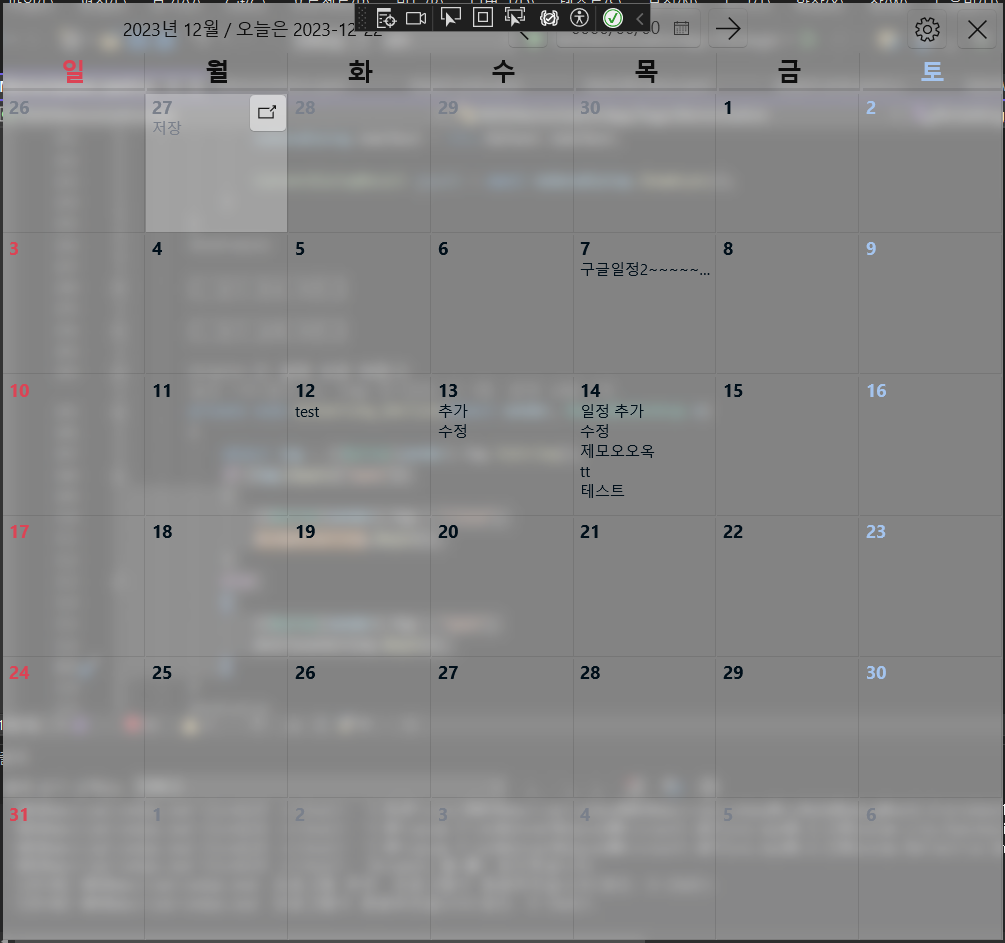 2023년 12월 / 오늘은 2023-12-22
일 월 화 수 목 금 토
26 27 28 29 30 1 2
저장
3 4 5 6 7 8 9
구글일정2~~~~~...
10 11 12 13 14 15 16
test 추가 일정 추가
수정 수정
제모오오옥
tt
테스트
17 18 19 20 21 22 23
24 25 26 27 28 29 30
31 1 2 3 4 5 6